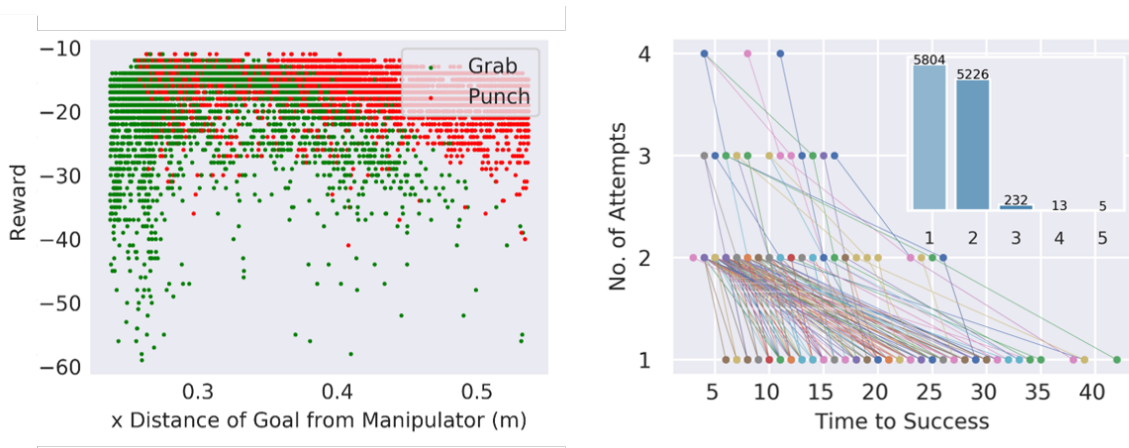 −10
−20
−30
−40
−50
−60
Reward
0.3 0.4 0.5
x Distance of Goal from Manipulator (m)
Grab
Punch
4
3
2
1
No. of Attempts
5 10 15 20 25 30 35 40
Time to Success
5804
5226
232
13
5
1 2 3 4 5